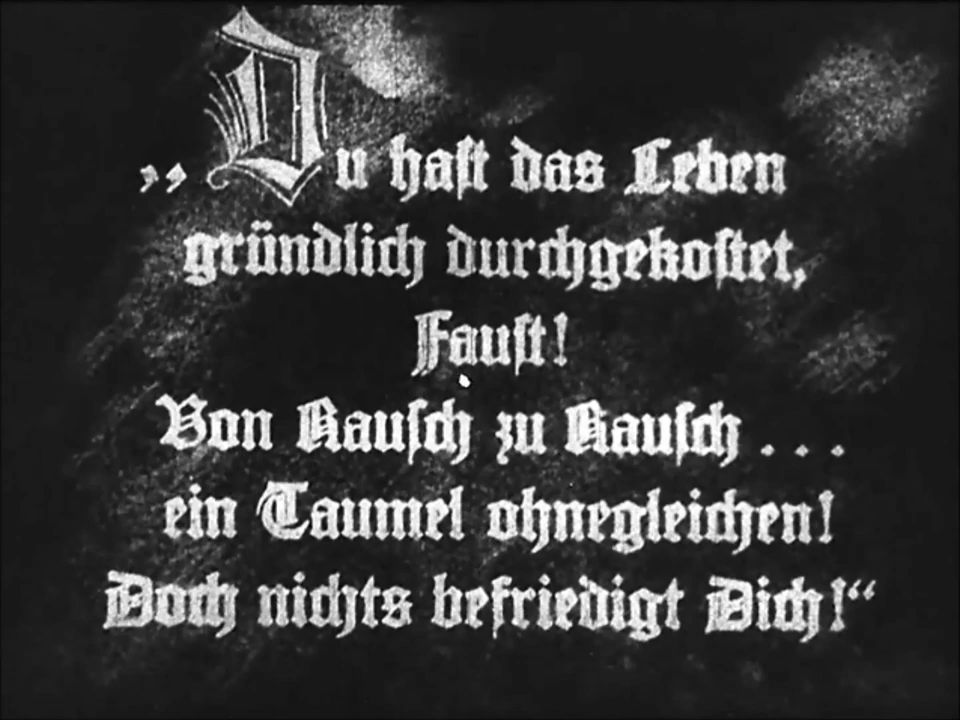 „Du hast das Leben
gründlich durchgekostet,
Faust!
Von Rausch zu Rausch . . .
ein Taumel ohnegleichen!
Doch nichts befriedigt Dich!“